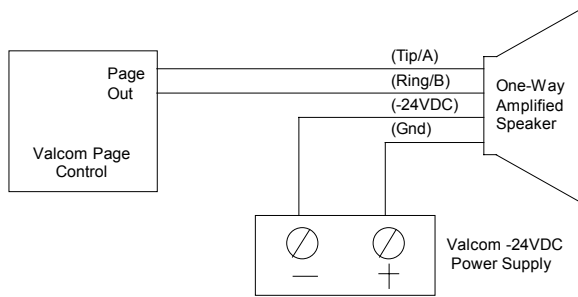 Page
Out
Valcom Page
Control
(Tip/A)
(Ring/B)
(-24VDC)
(Gnd)
One-Way
Amplified
Speaker
Valcom -24VDC
Power Supply